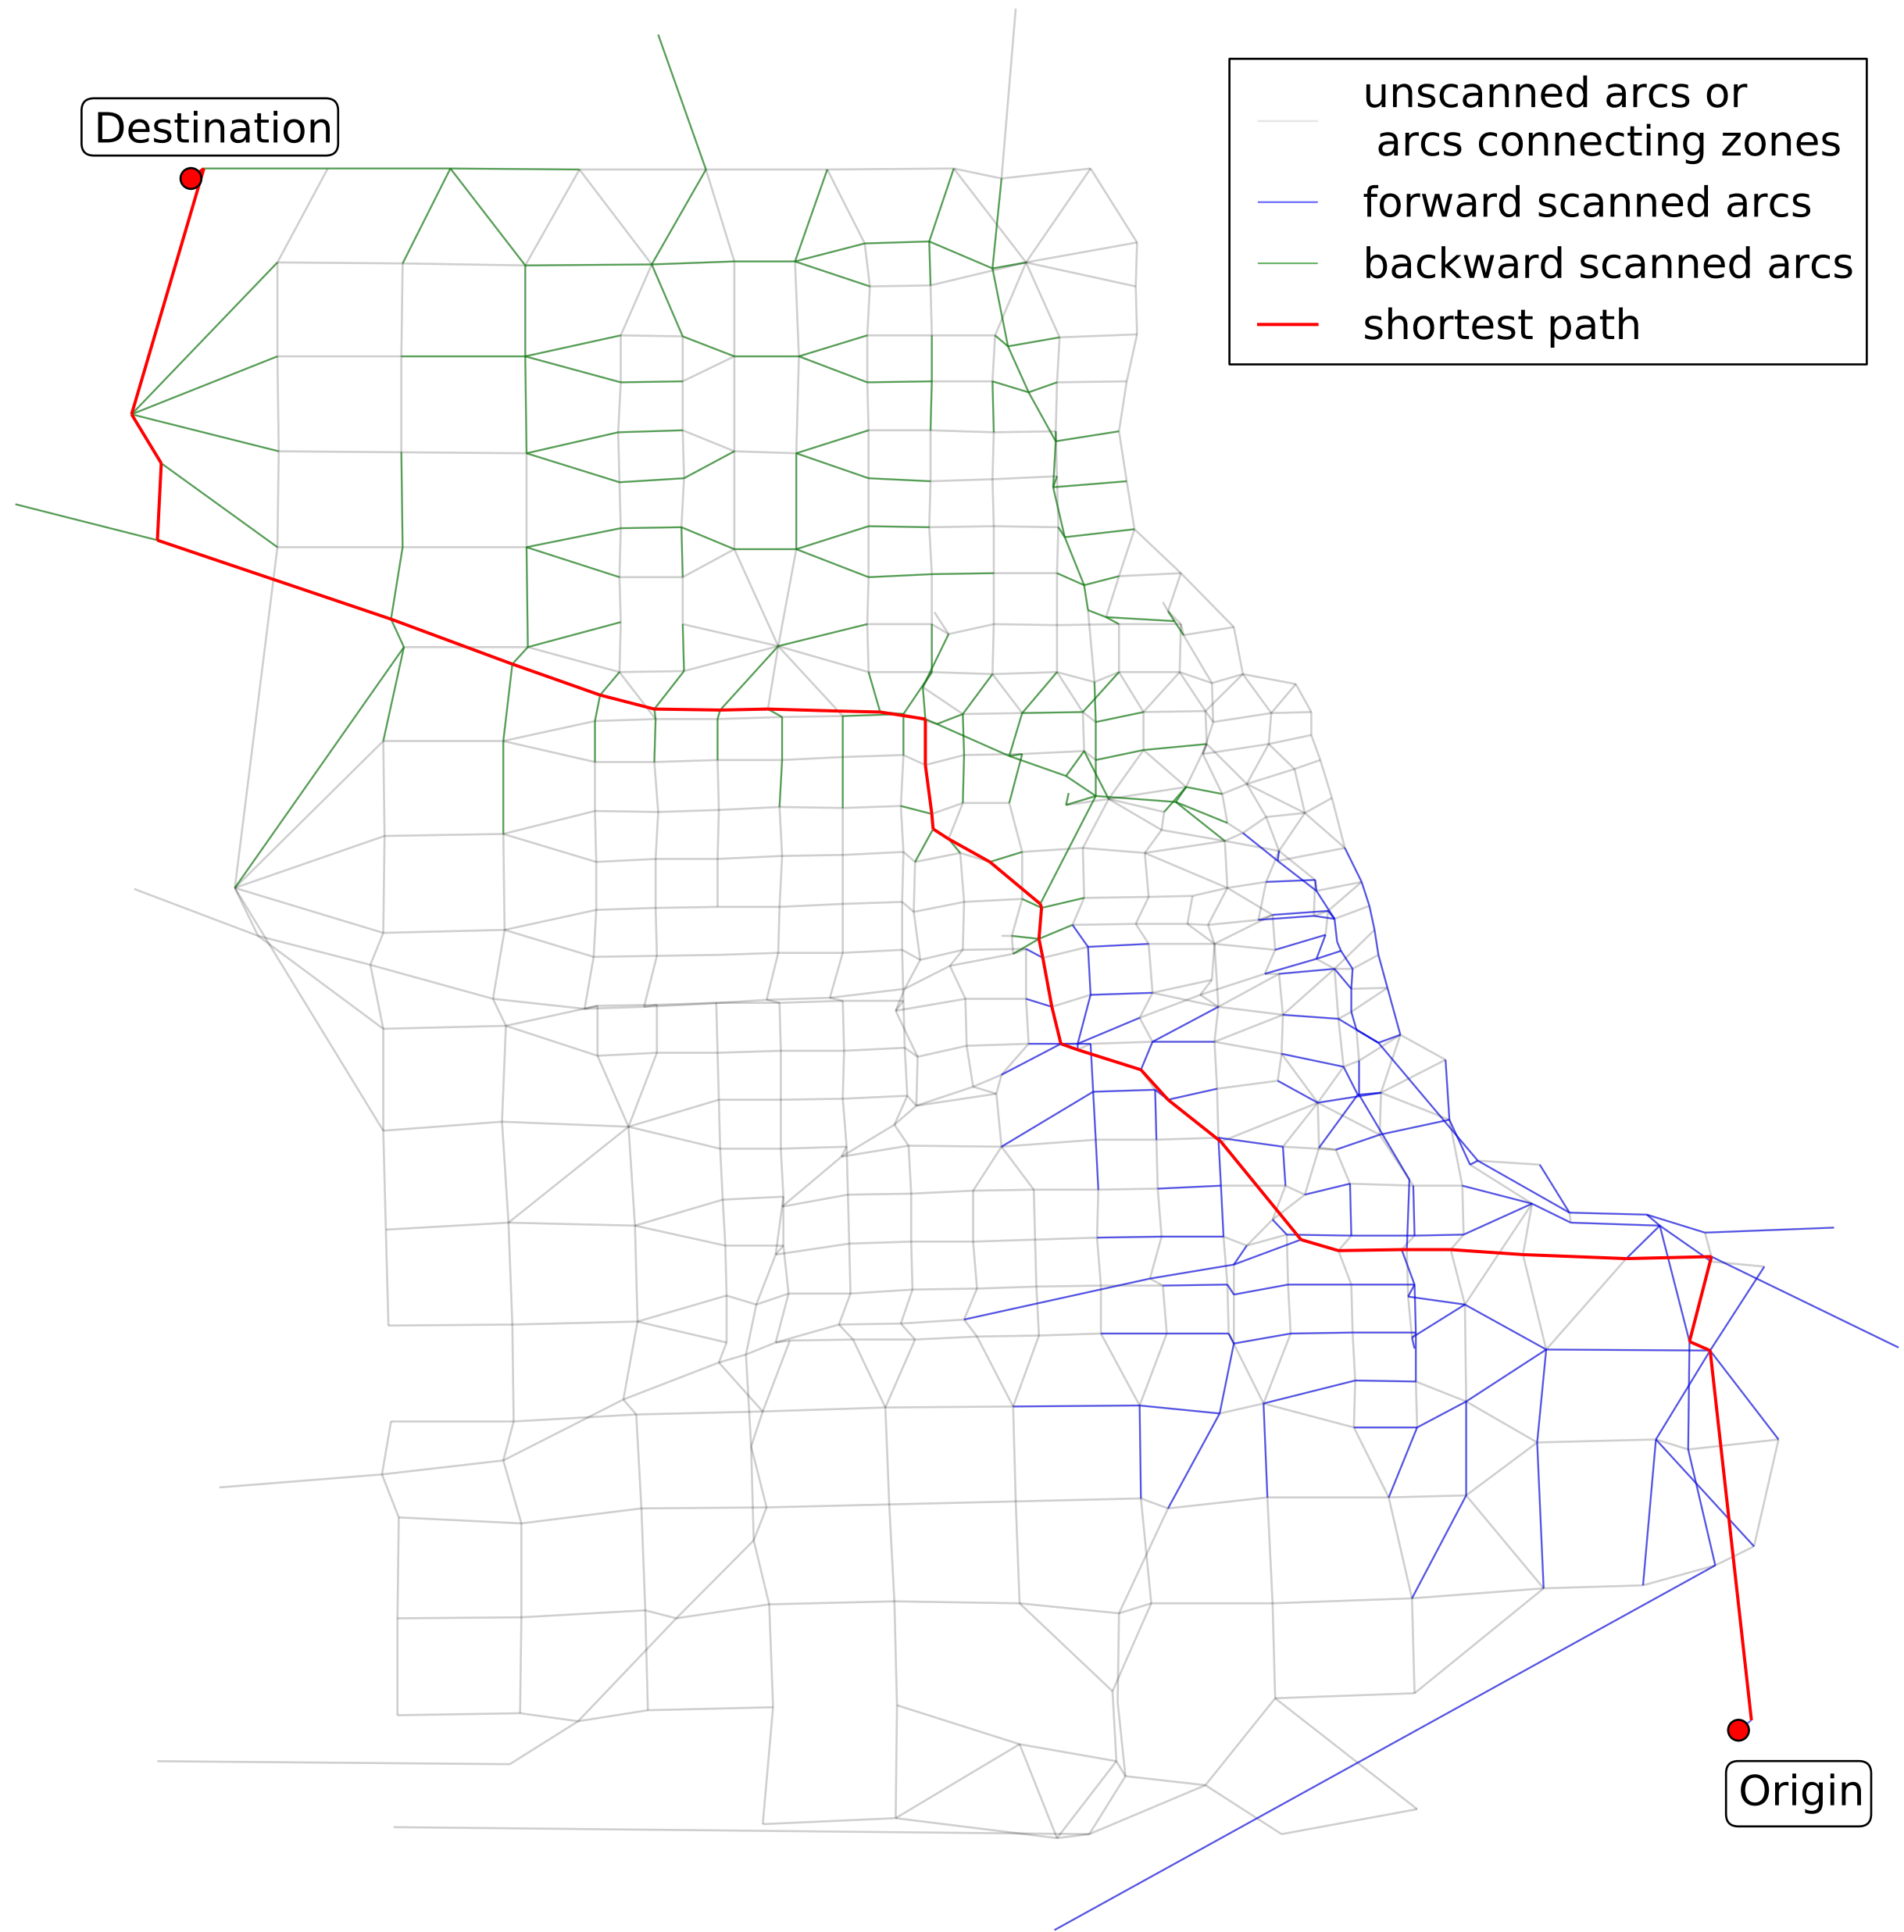 Destination
unscanned arcs or
arcs connecting zones
forward scanned arcs
backward scanned arcs
shortest path
Origin